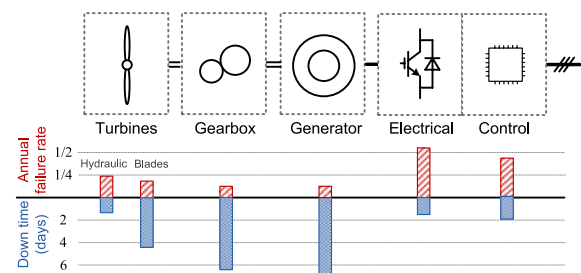 Turbines Gearbox Generator Electrical Control
Annual
failure rate
1/2
1/4
Hydraulic Blades
Down time
(days)
2
4
6